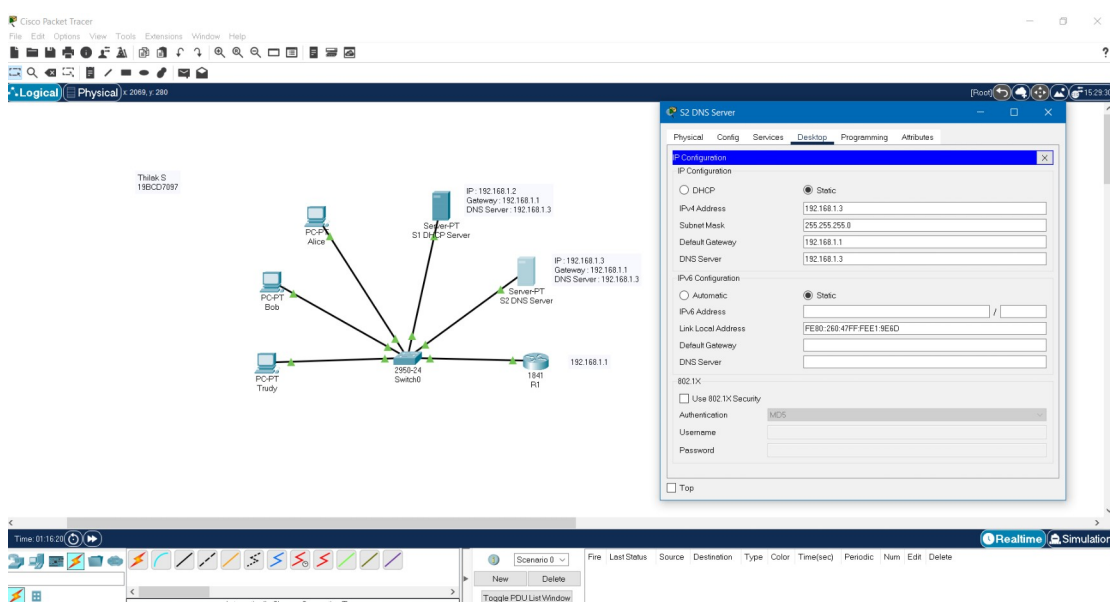 Cisco Packet Tracer
File Edit Options View Tools Extensions Window Help
?
Logical Physical x: 2069, y: 280 [Root] 15:29:30
Thilak S
19BCD7097
PC-PT
Alice
IP : 192.168.1.2
Gateway : 192.168.1.1
DNS Server : 192.168.1.3
Server-PT
S1 DHCP Server
PC-PT
Bob
IP : 192.168.1.3
Gateway : 192.168.1.1
DNS Server : 192.168.1.3
Server-PT
S2 DNS Server
PC-PT
Trudy
2950-24
Switch0
1841
R1
192.168.1.1
S2 DNS Server
Physical Config Services Desktop Programming Attributes
IP Configuration X
IP Configuration
DHCP Static
IPv4 Address 192.168.1.3
Subnet Mask 255.255.255.0
Default Gateway 192.168.1.1
DNS Server 192.168.1.3
IPv6 Configuration
Automatic Static
IPv6 Address /
Link Local Address FE80::260:47FF:FEE1:9E6D
Default Gateway
DNS Server
802.1X
Use 802.1X Security
Authentication MD5
Username
Password
Top
Time: 01:16:20 Realtime Simulation
Scenario 0
New Delete
Toggle PDU List Window
Fire Last Status Source Destination Type Color Time(sec) Periodic Num Edit Delete